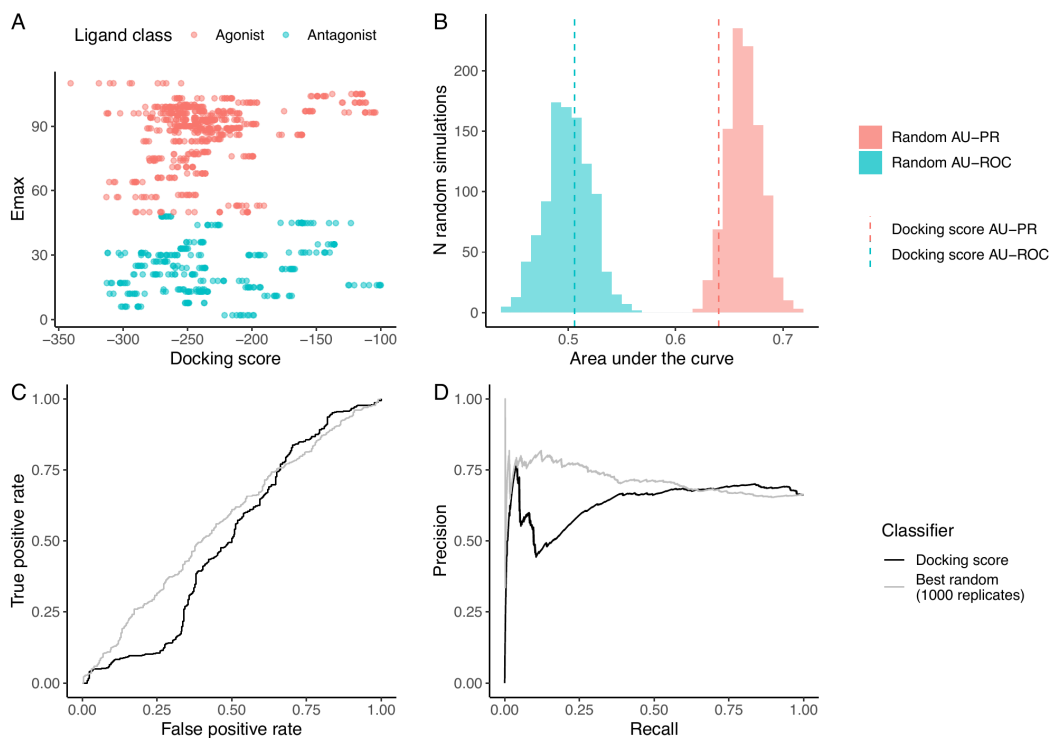 A
Ligand class Agonist Antagonist
Emax
90
60
30
0
−350 −300 −250 −200 −150 −100
Docking score
B
N random simulations
200
150
100
50
0
0.5 0.6 0.7
Area under the curve
Random AU−PR
Random AU−ROC
Docking score AU−PR
Docking score AU−ROC
C
True positive rate
1.00
0.75
0.50
0.25
0.00
0.00 0.25 0.50 0.75 1.00
False positive rate
D
Precision
1.00
0.75
0.50
0.25
0.00
0.00 0.25 0.50 0.75 1.00
Recall
Classifier
Docking score
Best random
(1000 replicates)